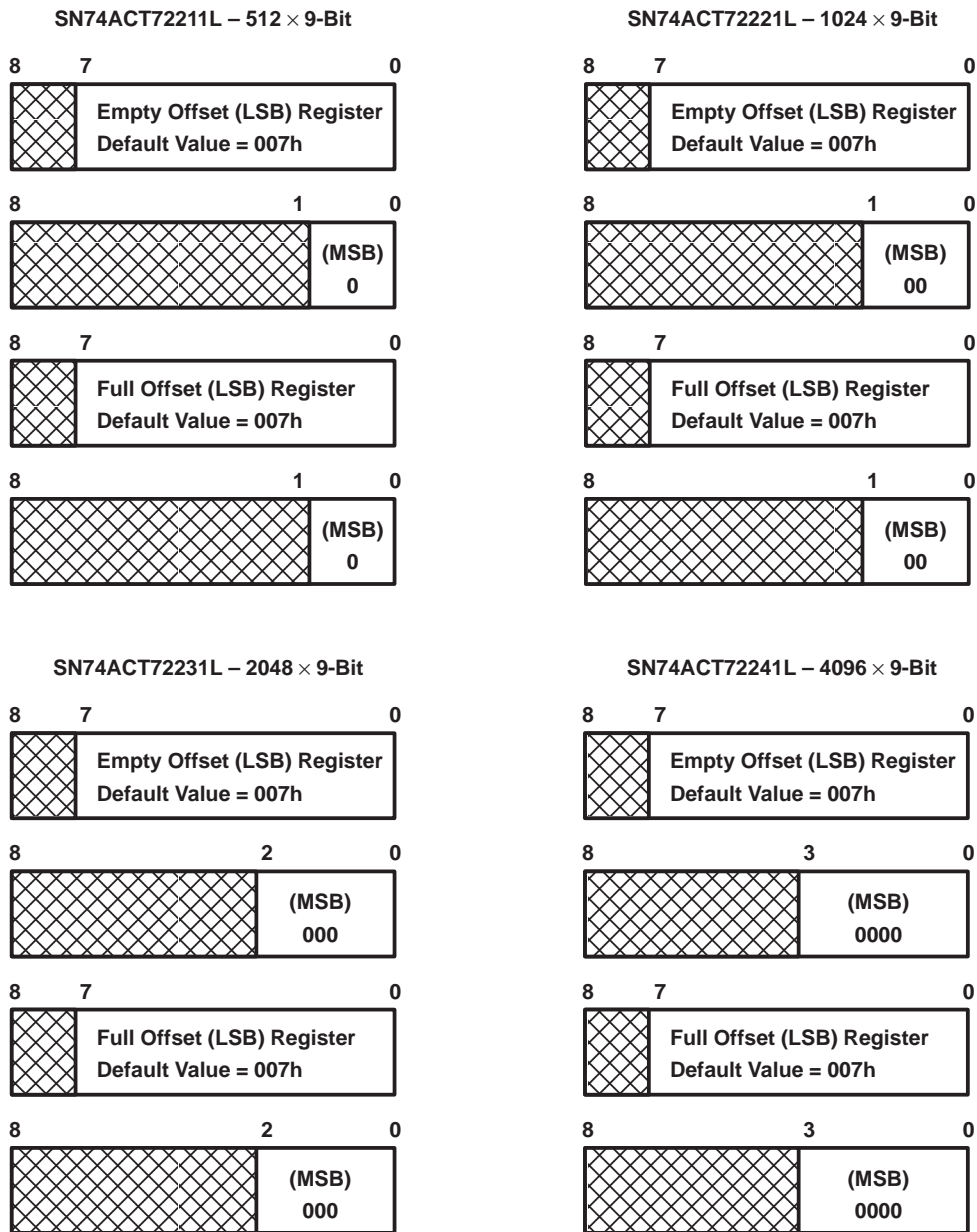 SN74ACT72211L – 512 × 9-Bit
8 7 0
Empty Offset (LSB) Register
Default Value = 007h
8 1 0
(MSB)
0
8 7 0
Full Offset (LSB) Register
Default Value = 007h
8 1 0
(MSB)
0
SN74ACT72221L – 1024 × 9-Bit
8 7 0
Empty Offset (LSB) Register
Default Value = 007h
8 1 0
(MSB)
00
8 7 0
Full Offset (LSB) Register
Default Value = 007h
8 1 0
(MSB)
00
SN74ACT72231L – 2048 × 9-Bit
8 7 0
Empty Offset (LSB) Register
Default Value = 007h
8 2 0
(MSB)
000
8 7 0
Full Offset (LSB) Register
Default Value = 007h
8 2 0
(MSB)
000
SN74ACT72241L – 4096 × 9-Bit
8 7 0
Empty Offset (LSB) Register
Default Value = 007h
8 3 0
(MSB)
0000
8 7 0
Full Offset (LSB) Register
Default Value = 007h
8 3 0
(MSB)
0000